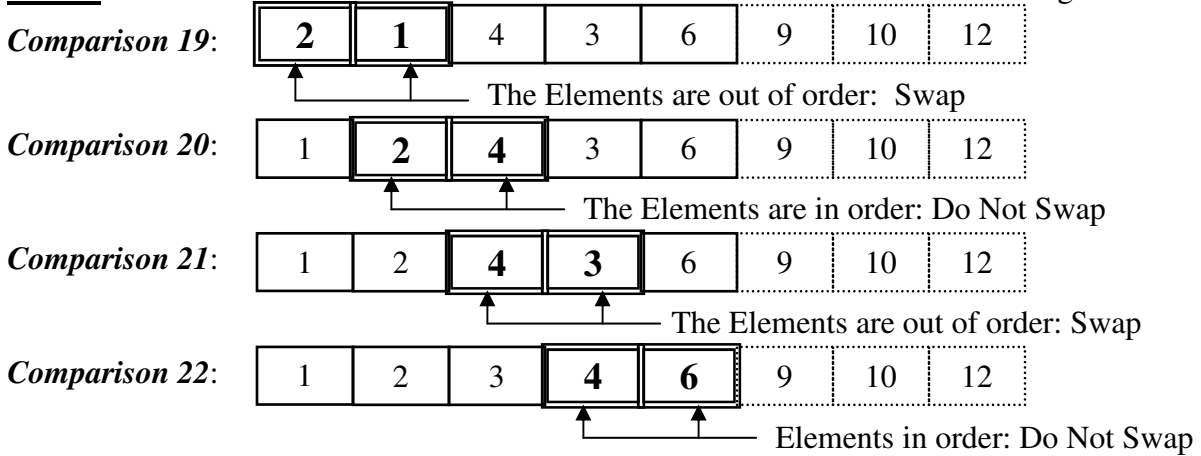 Comparison 19: 2 1 4 3 6 9 10 12
The Elements are out of order: Swap
Comparison 20: 1 2 4 3 6 9 10 12
The Elements are in order: Do Not Swap
Comparison 21: 1 2 4 3 6 9 10 12
The Elements are out of order: Swap
Comparison 22: 1 2 3 4 6 9 10 12
Elements in order: Do Not Swap